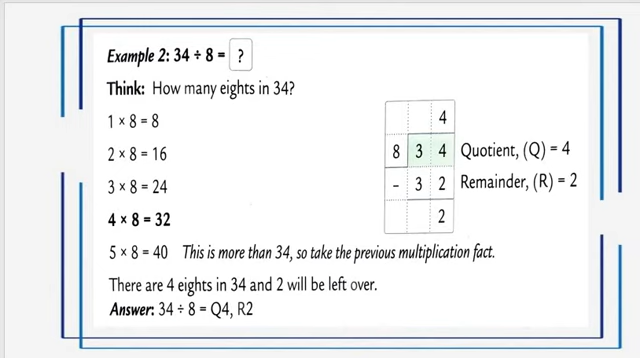 Example 2: 34 ÷ 8 = ?
Think: How many eights in 34?
1 × 8 = 8
2 × 8 = 16
3 × 8 = 24
4 × 8 = 32
5 × 8 = 40 This is more than 34, so take the previous multiplication fact.
4
8 3 4 Quotient, (Q) = 4
- 3 2 Remainder, (R) = 2
2
There are 4 eights in 34 and 2 will be left over.
Answer: 34 ÷ 8 = Q4, R2